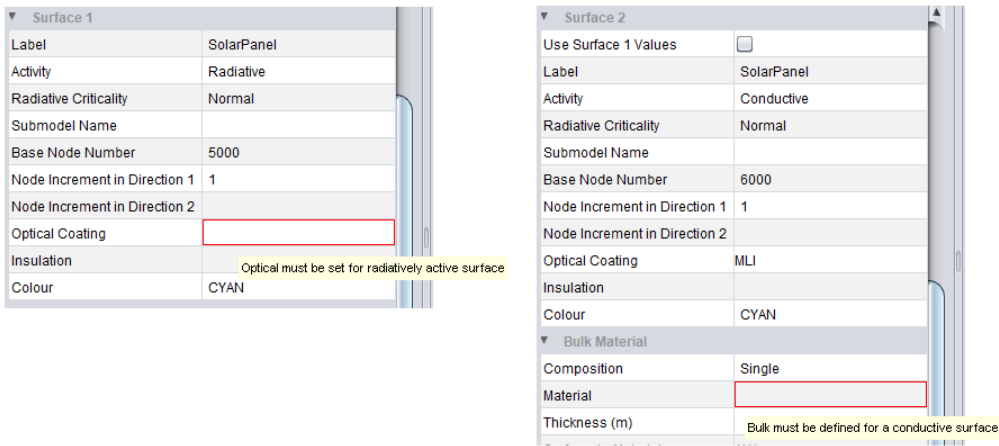 Surface 1
Label SolarPanel
Activity Radiative
Radiative Criticality Normal
Submodel Name
Base Node Number 5000
Node Increment in Direction 1 1
Node Increment in Direction 2
Optical Coating
Insulation
Optical must be set for radiatively active surface
Colour CYAN
Surface 2
Use Surface 1 Values
Label SolarPanel
Activity Conductive
Radiative Criticality Normal
Submodel Name
Base Node Number 6000
Node Increment in Direction 1 1
Node Increment in Direction 2
Optical Coating MLI
Insulation
Colour CYAN
Bulk Material
Composition Single
Material
Thickness (m)
Bulk must be defined for a conductive surface